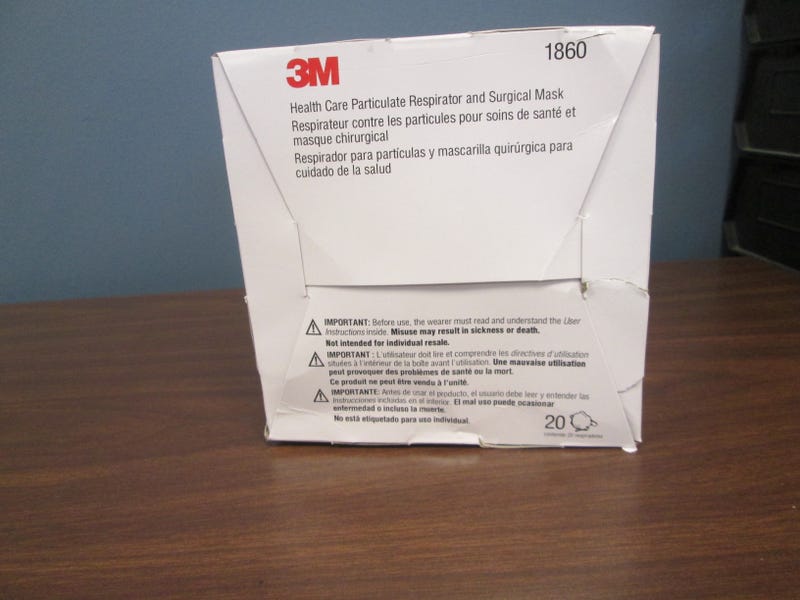 3M
1860
Health Care Particulate Respirator and Surgical Mask
Respirateur contre les particules pour soins de santé et
masque chirurgical
Respirador para partículas y mascarilla quirúrgica para
cuidado de la salud
IMPORTANT: Before use, the wearer must read and understand the User
Instructions inside. Misuse may result in sickness or death.
Not intended for individual resale.
IMPORTANT : L'utilisateur doit lire et comprendre les directives d'utilisation
situées à l'intérieur de la boîte avant l'utilisation. Une mauvaise utilisation
peut provoquer des problèmes de santé ou la mort.
Ce produit ne peut être vendu à l'unité.
IMPORTANTE: Antes de usar el producto, el usuario debe leer y entender las
Instrucciones incluidas en el interior. El mal uso puede ocasionar
enfermedad o incluso la muerte.
No está etiquetado para uso individual.
20
contenido 20 respiradores